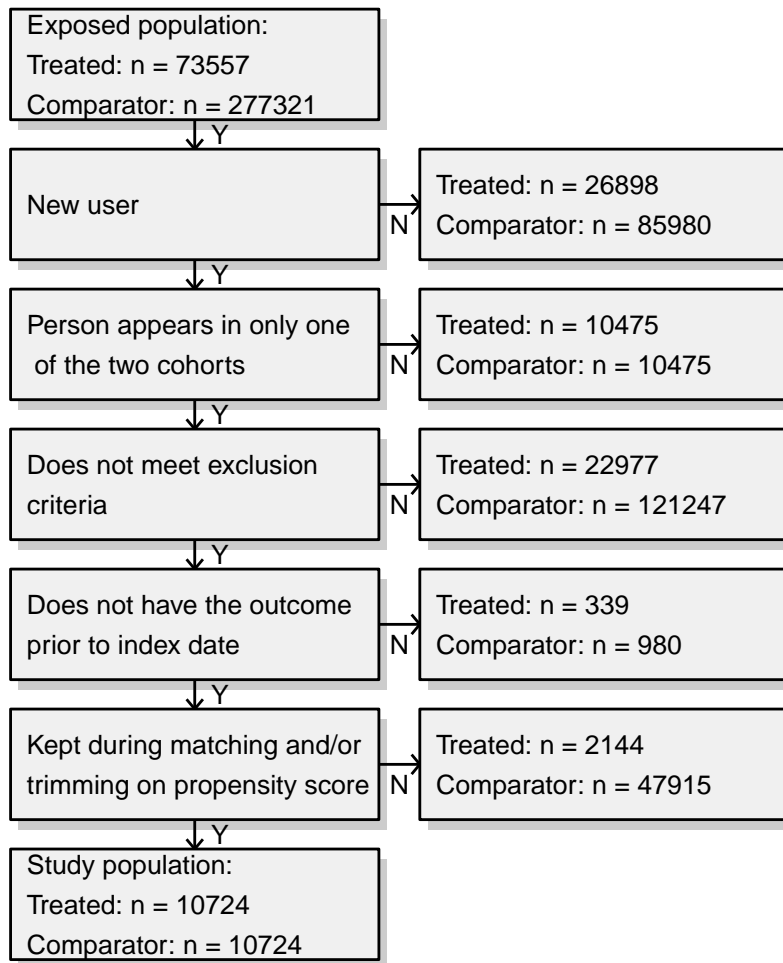 Exposed population:
Treated: n = 73557
Comparator: n = 277321
Y
New user
N
Treated: n = 26898
Comparator: n = 85980
Y
Person appears in only one
of the two cohorts
N
Treated: n = 10475
Comparator: n = 10475
Y
Does not meet exclusion
criteria
N
Treated: n = 22977
Comparator: n = 121247
Y
Does not have the outcome
prior to index date
N
Treated: n = 339
Comparator: n = 980
Y
Kept during matching and/or
trimming on propensity score
N
Treated: n = 2144
Comparator: n = 47915
Y
Study population:
Treated: n = 10724
Comparator: n = 10724